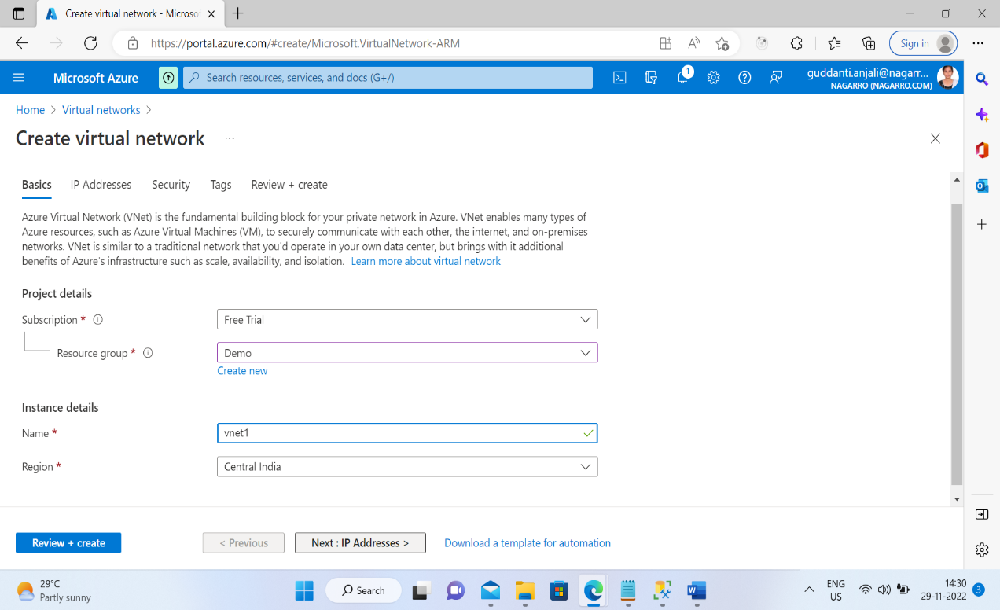 Create virtual network - Microso
https://portal.azure.com/#create/Microsoft.VirtualNetwork-ARM
Sign in
Microsoft Azure
Search resources, services, and docs (G+/)
1
guddanti.anjali@nagarr...
NAGARRO (NAGARRO.COM)
Home > Virtual networks >
Create virtual network ...
Basics IP Addresses Security Tags Review + create
Azure Virtual Network (VNet) is the fundamental building block for your private network in Azure. VNet enables many types of
Azure resources, such as Azure Virtual Machines (VM), to securely communicate with each other, the internet, and on-premises
networks. VNet is similar to a traditional network that you'd operate in your own data center, but brings with it additional
benefits of Azure's infrastructure such as scale, availability, and isolation. Learn more about virtual network
Project details
Subscription * Free Trial
Resource group * Demo
Create new
Instance details
Name * vnet1
Region * Central India
Review + create < Previous Next : IP Addresses > Download a template for automation
29°C
Partly sunny
Search
ENG
US
14:30
29-11-2022
3